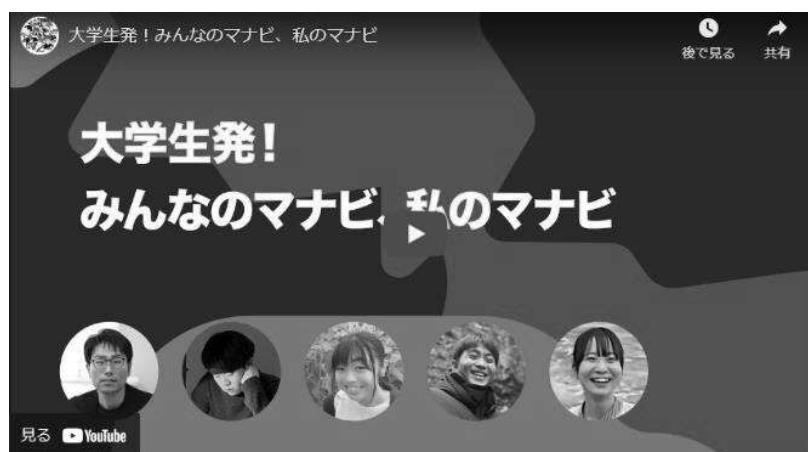 大学生発！みんなのマナビ、私のマナビ
後で見る
共有
大学生発！
みんなのマナビ、私のマナビ
見る YouTube